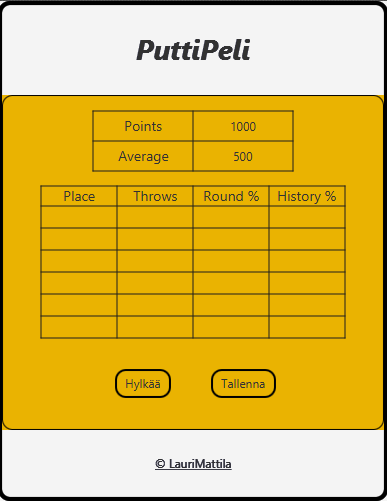 PuttiPeli
Points 1000
Average 500
Place Throws Round % History %
Hylkää Tallenna
© LauriMattila